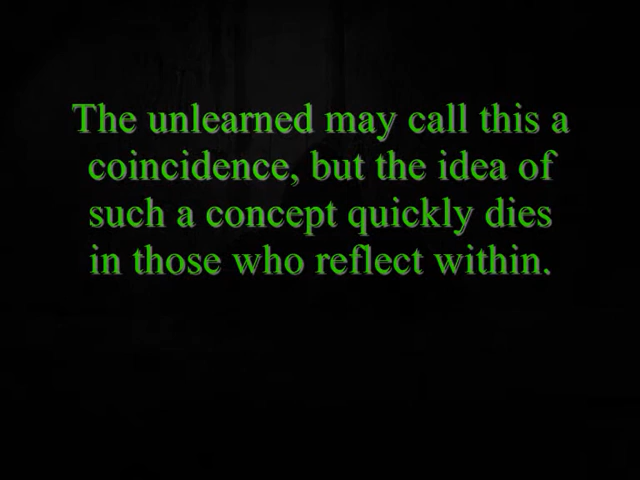 The unlearned may call this a
coincidence, but the idea of
such a concept quickly dies
in those who reflect within.